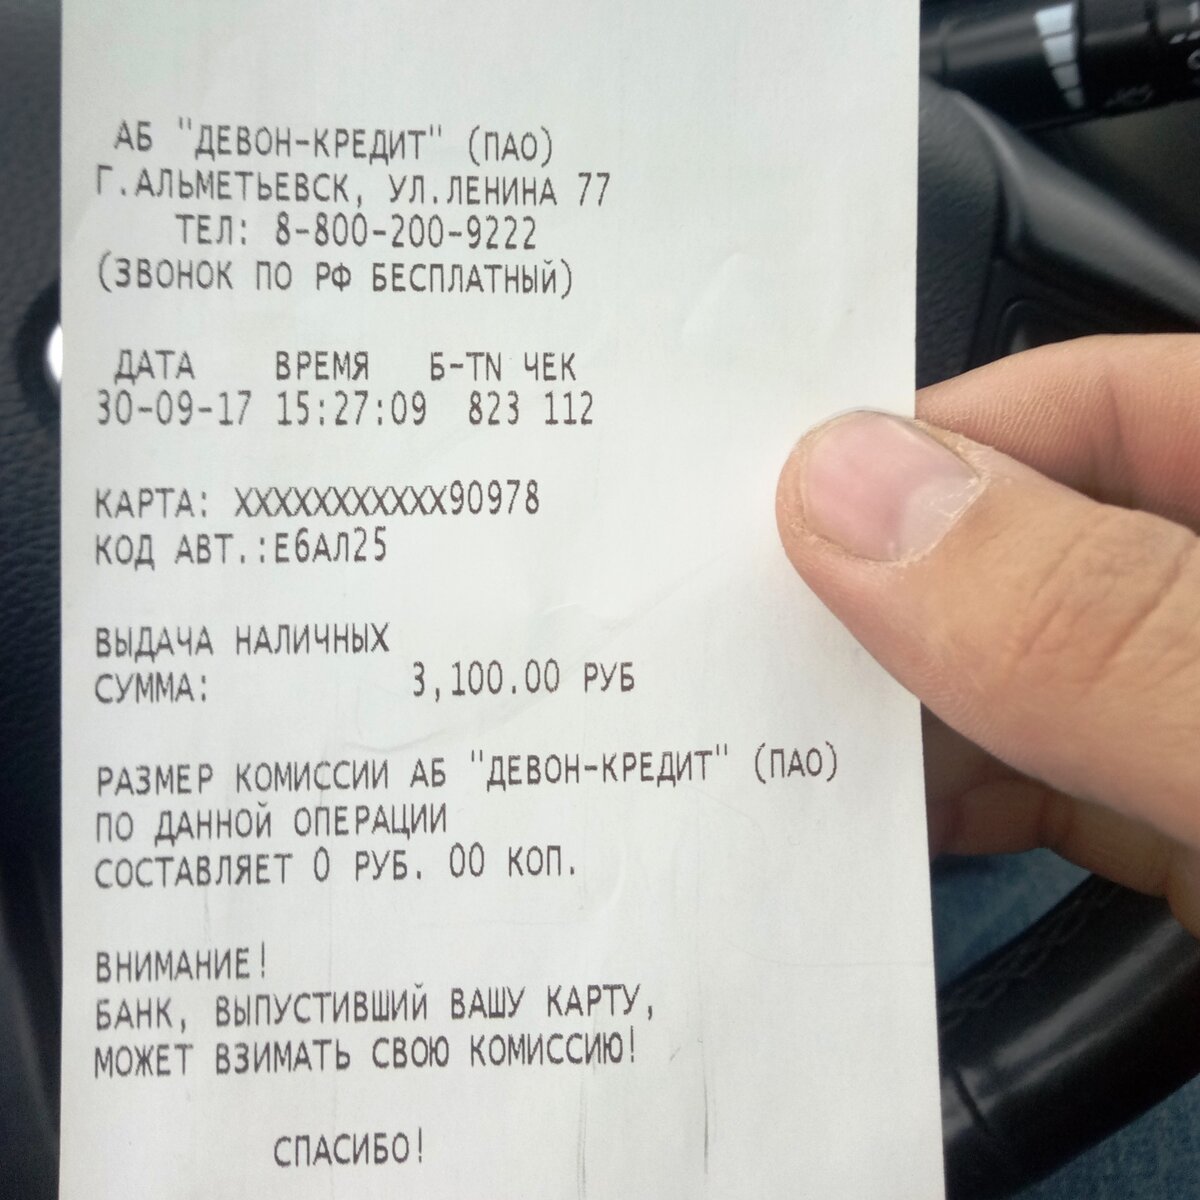 АБ "ДЕВОН-КРЕДИТ" (ПАО)
Г.АЛЬМЕТЬЕВСК, УЛ.ЛЕНИНА 77
ТЕЛ: 8-800-200-9222
(ЗВОНОК ПО РФ БЕСПЛАТНЫЙ)
ДАТА ВРЕМЯ Б-TN ЧЕК
30-09-17 15:27:09 823 112
КАРТА: XXXXXXXXXXX90978
КОД АВТ.:Е6АЛ25
ВЫДАЧА НАЛИЧНЫХ
СУММА: 3,100.00 РУБ
РАЗМЕР КОМИССИИ АБ "ДЕВОН-КРЕДИТ" (ПАО)
ПО ДАННОЙ ОПЕРАЦИИ
СОСТАВЛЯЕТ 0 РУБ. 00 КОП.
ВНИМАНИЕ!
БАНК, ВЫПУСТИВШИЙ ВАШУ КАРТУ,
МОЖЕТ ВЗИМАТЬ СВОЮ КОМИССИЮ!
СПАСИБО!